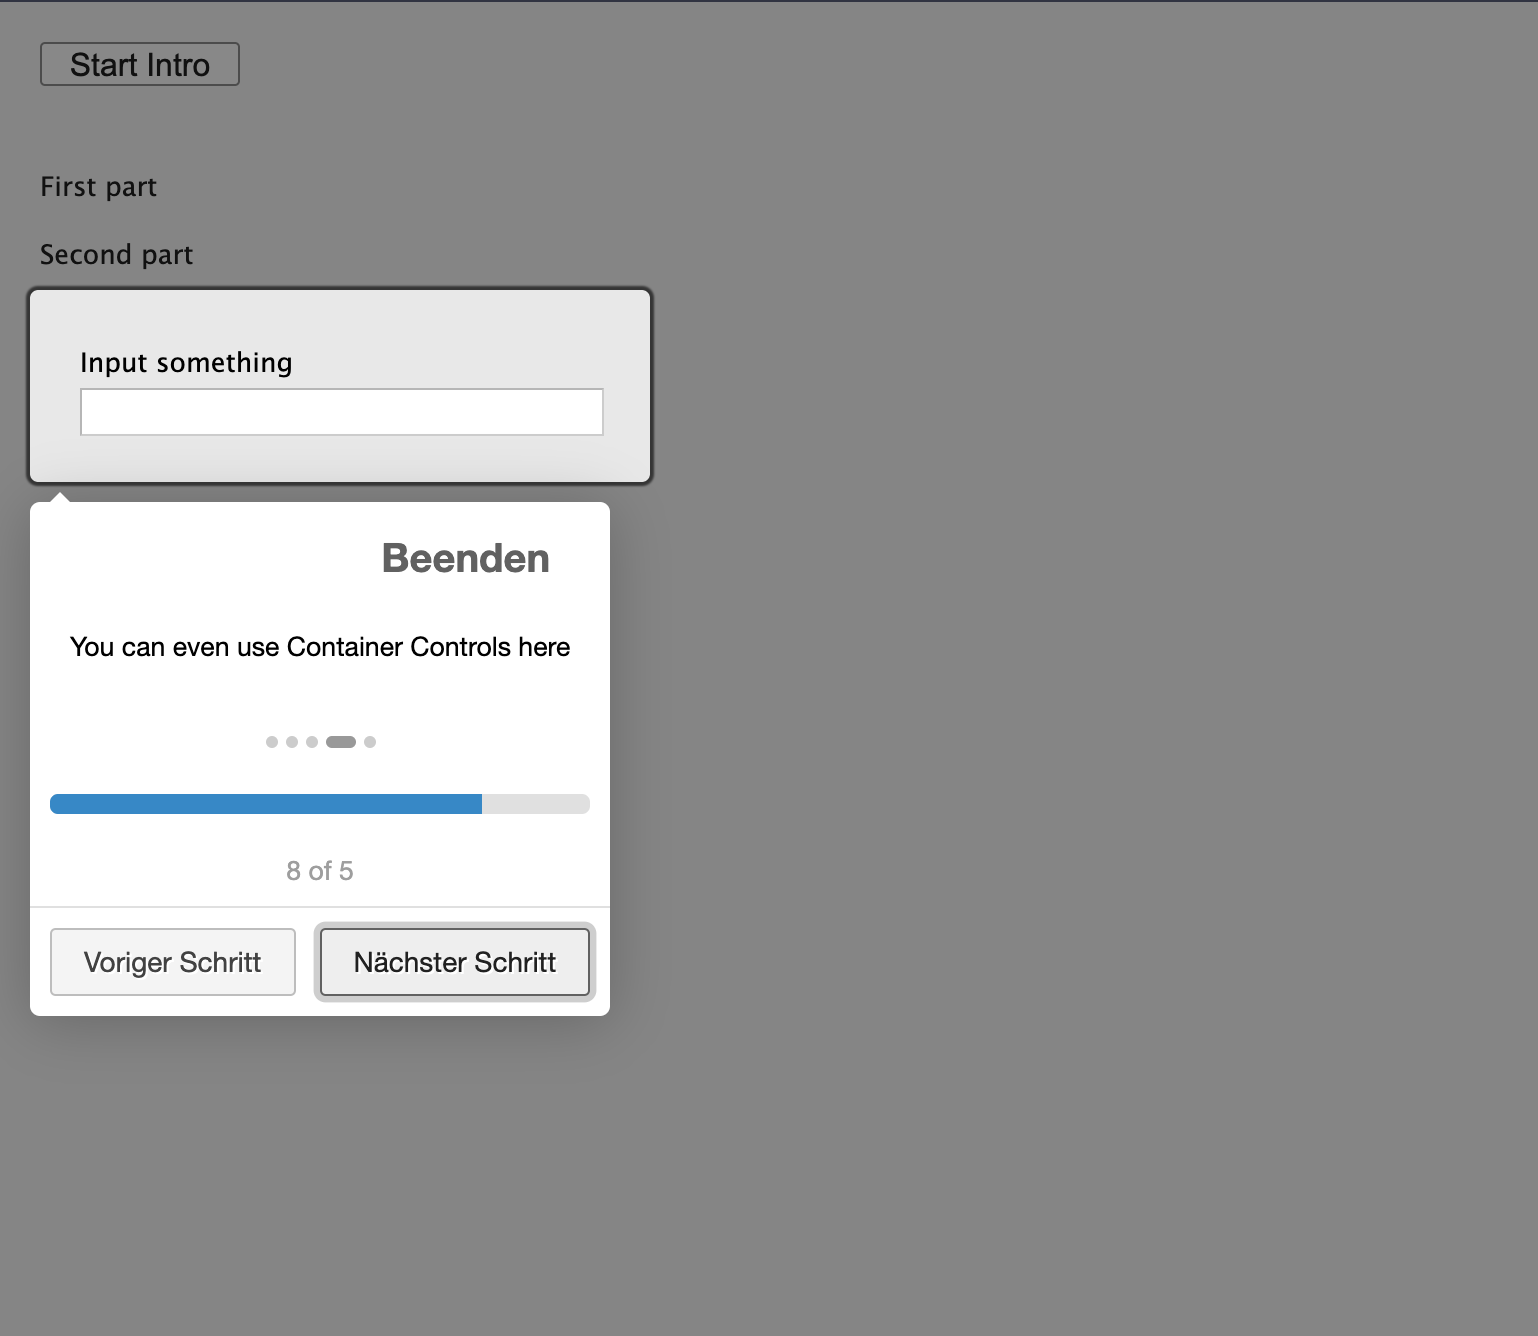 Start Intro
First part
Second part
Input something
Beenden
You can even use Container Controls here
8 of 5
Voriger Schritt
Nächster Schritt